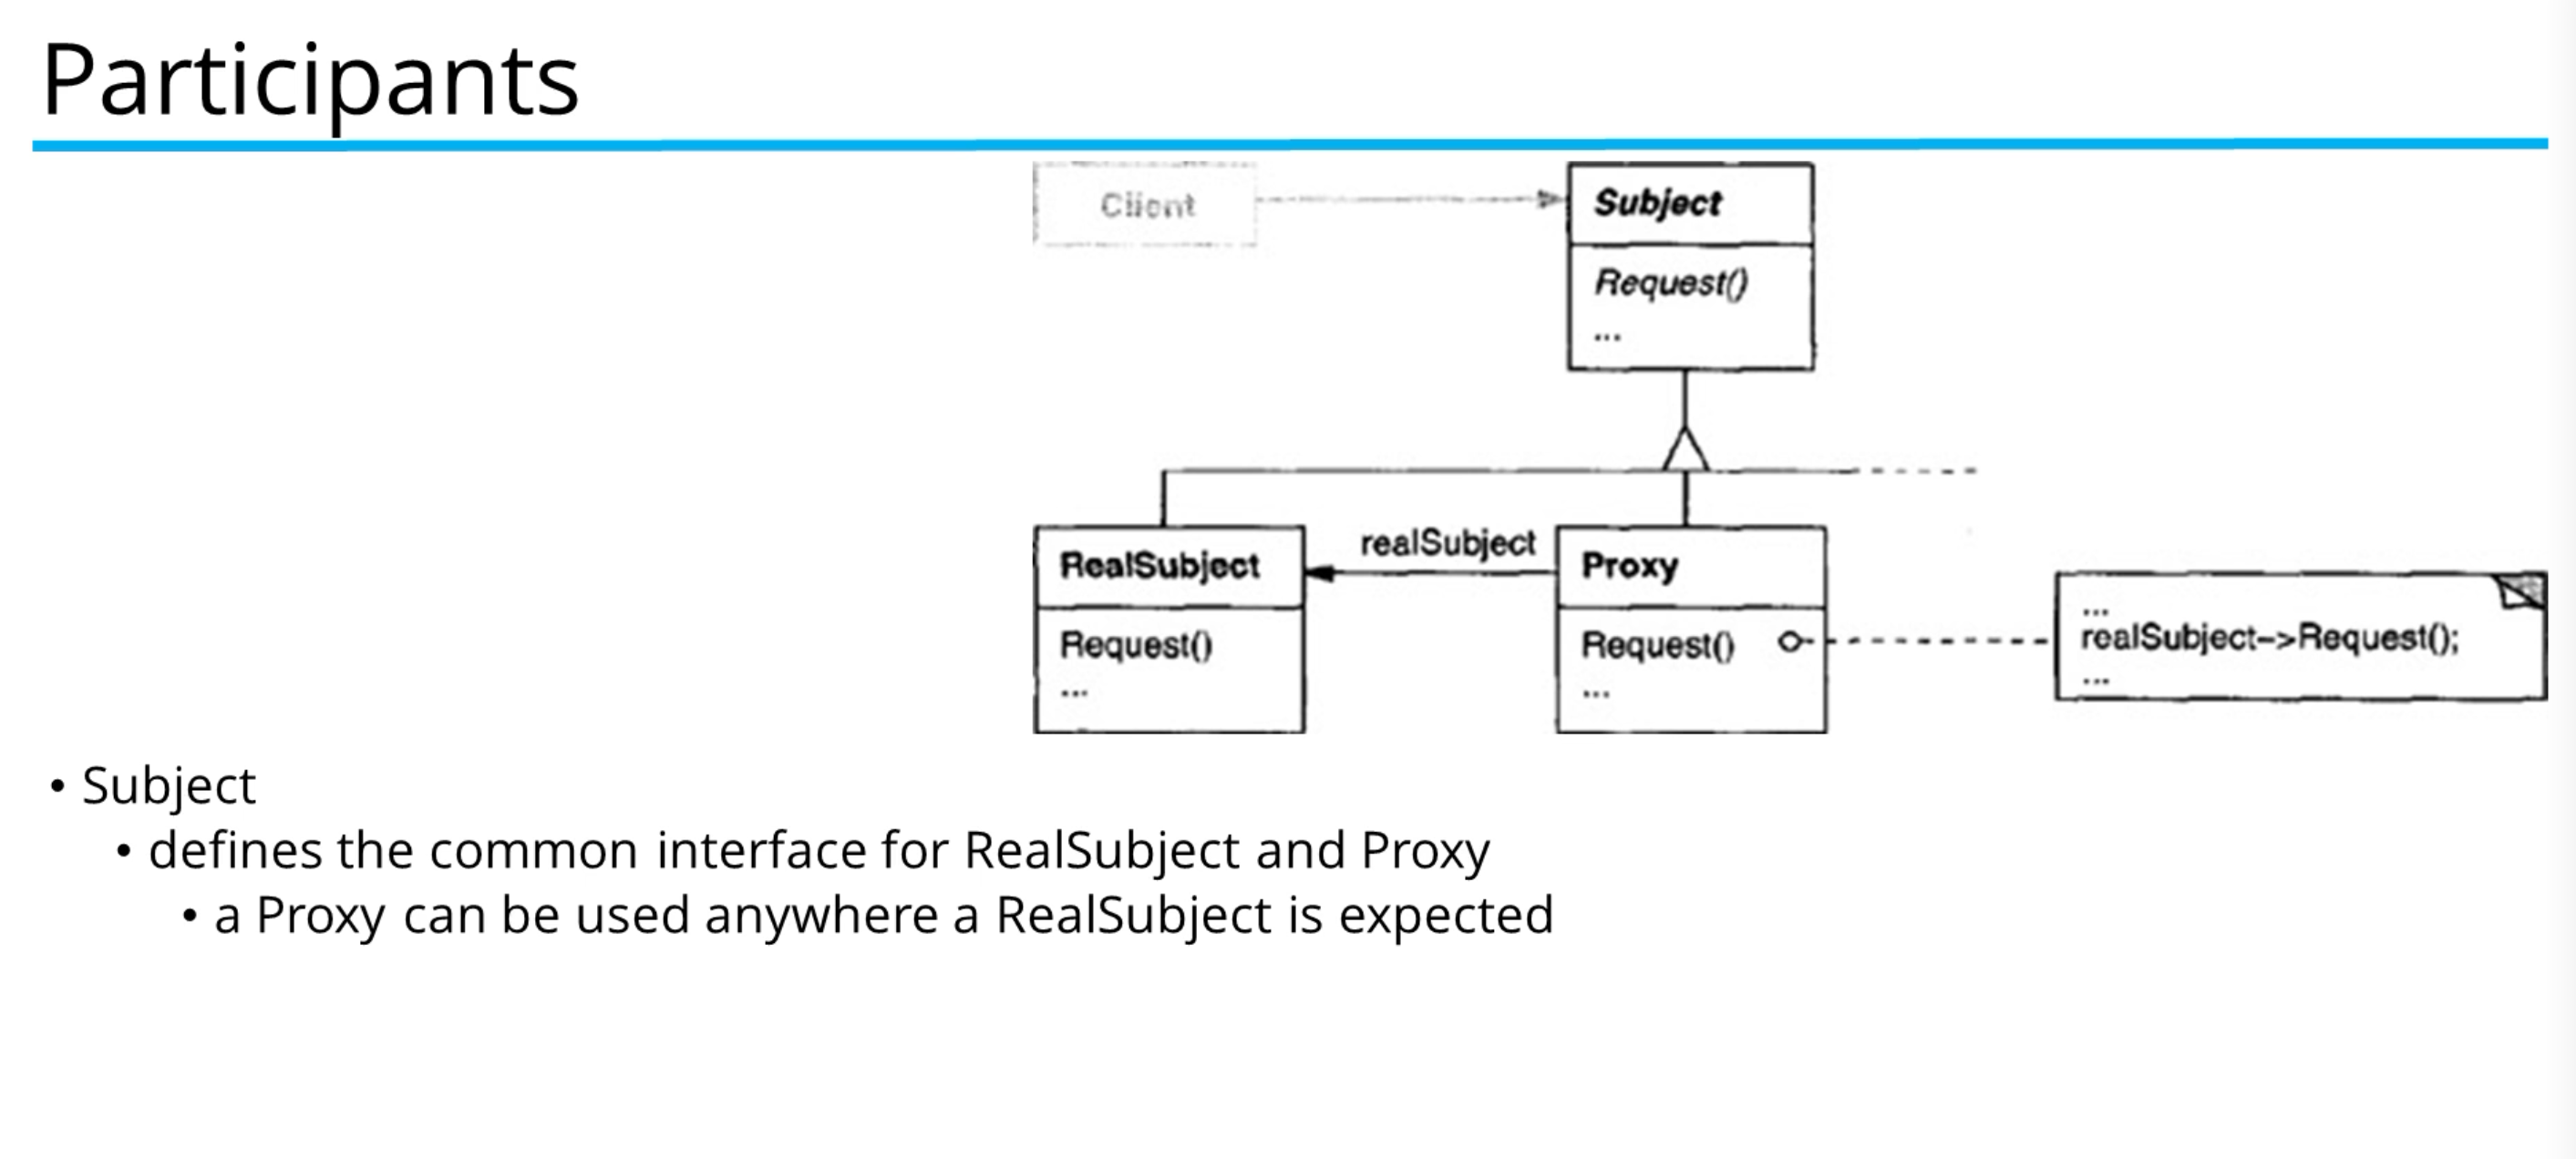 Participants
Client
Subject
Request()
...
realSubject
RealSubject
Proxy
Request()
...
Request()
...
...
realSubject->Request();
...
• Subject
• defines the common interface for RealSubject and Proxy
• a Proxy can be used anywhere a RealSubject is expected